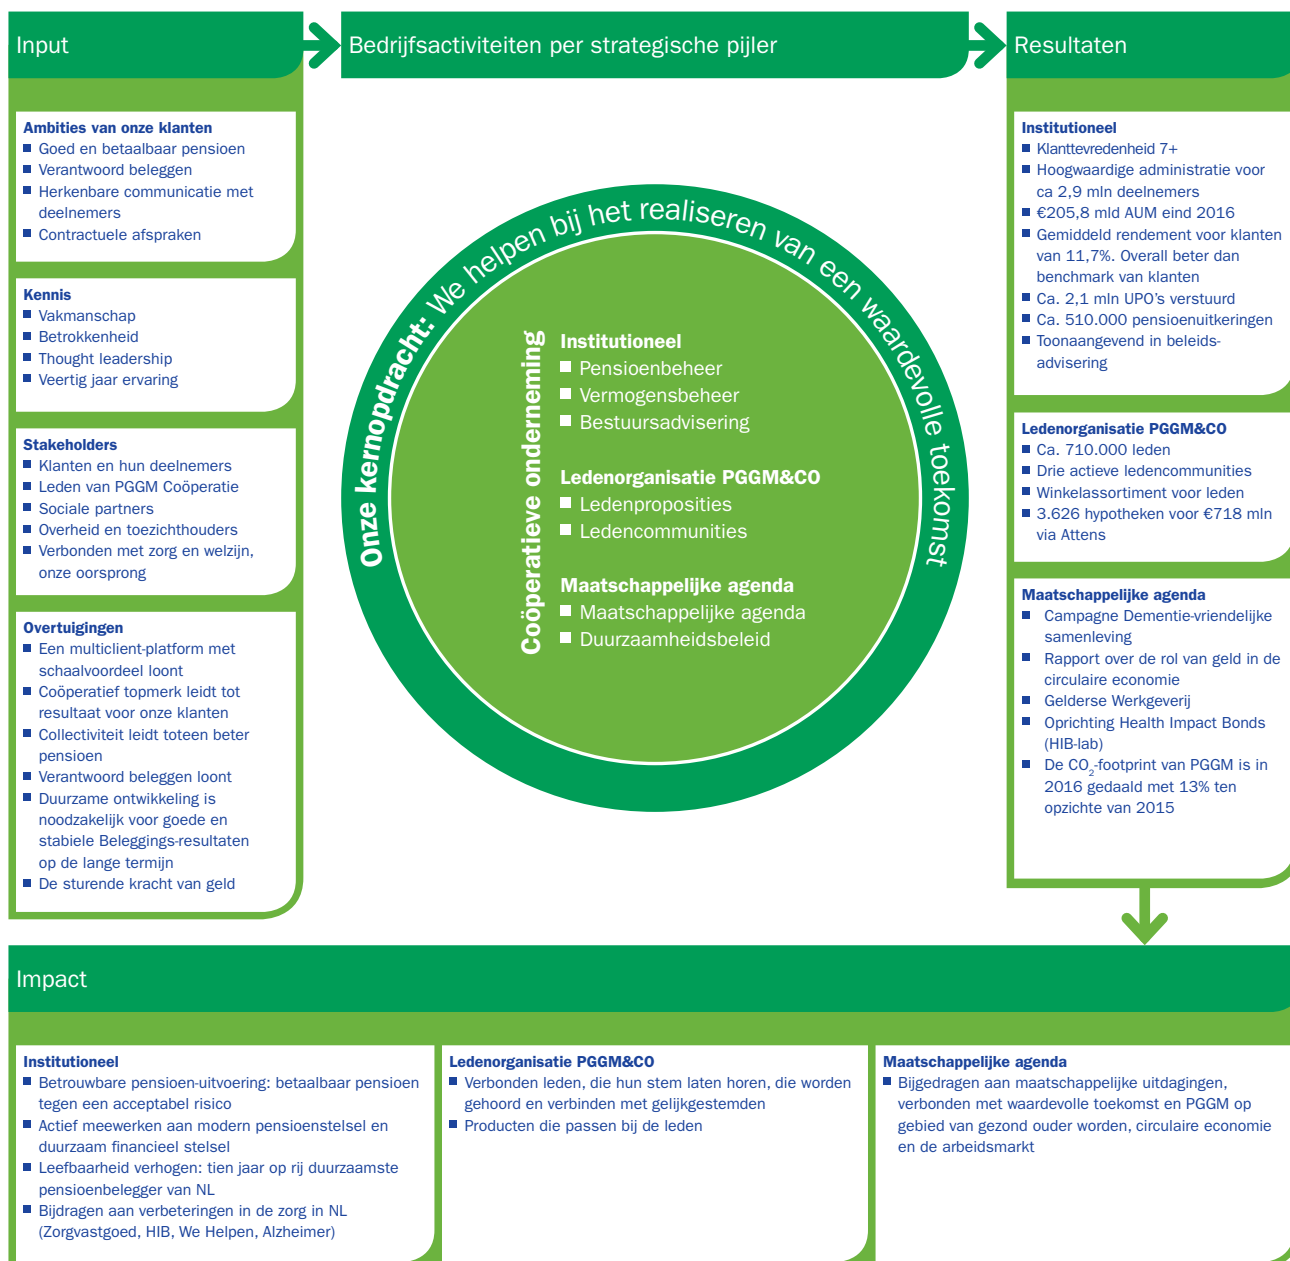 Input
Bedrijfsactiviteiten per strategische pijler
Resultaten
Ambities van onze klanten
Goed en betaalbaar pensioen
Verantwoord beleggen
Herkenbare communicatie met
deelnemers
Contractuele afspraken
Kennis
Vakmanschap
Betrokkenheid
Thought leadership
Veertig jaar ervaring
Stakeholders
Klanten en hun deelnemers
Leden van PGGM Coöperatie
Sociale partners
Overheid en toezichthouders
Verbonden met zorg en welzijn,
onze oorsprong
Overtuigingen
Een multiclient-platform met
schaalvoordeel loont
Coöperatief topmerk leidt tot
resultaat voor onze klanten
Collectiviteit leidt toteen beter
pensioen
Verantwoord beleggen loont
Duurzame ontwikkeling is
noodzakelijk voor goede en
stabiele Beleggings-resultaten
op de lange termijn
De sturende kracht van geld
Onze kernopdracht: We helpen bij het realiseren van een waardevolle toekomst
Coöperatieve onderneming
Institutioneel
Pensioenbeheer
Vermogensbeheer
Bestuursadvisering
Ledenorganisatie PGGM&CO
Ledenproposities
Ledencommunities
Maatschappelijke agenda
Maatschappelijke agenda
Duurzaamheidsbeleid
Institutioneel
Klanttevredenheid 7+
Hoogwaardige administratie voor
ca 2,9 mln deelnemers
€205,8 mld AUM eind 2016
Gemiddeld rendement voor klanten
van 11,7%. Overall beter dan
benchmark van klanten
Ca. 2,1 mln UPO's verstuurd
Ca. 510.000 pensioenuitkeringen
Toonaangevend in beleids-
advisering
Ledenorganisatie PGGM&CO
Ca. 710.000 leden
Drie actieve ledencommunities
Winkelassortiment voor leden
3.626 hypotheken voor €718 mln
via Attens
Maatschappelijke agenda
Campagne Dementie-vriendelijke
samenleving
Rapport over de rol van geld in de
circulaire economie
Gelderse Werkgeverij
Oprichting Health Impact Bonds
(HIB-lab)
De CO₂-footprint van PGGM is in
2016 gedaald met 13% ten
opzichte van 2015
Impact
Institutioneel
Betrouwbare pensioen-uitvoering: betaalbaar pensioen
tegen een acceptabel risico
Actief meewerken aan modern pensioenstelsel en
duurzaam financieel stelsel
Leefbaarheid verhogen: tien jaar op rij duurzaamste
pensioenbelegger van NL
Bijdragen aan verbeteringen in de zorg in NL
(Zorgvastgoed, HIB, We Helpen, Alzheimer)
Ledenorganisatie PGGM&CO
Verbonden leden, die hun stem laten horen, die worden
gehoord en verbinden met gelijkgestemden
Producten die passen bij de leden
Maatschappelijke agenda
Bijgedragen aan maatschappelijke uitdagingen,
verbonden met waardevolle toekomst en PGGM op
gebied van gezond ouder worden, circulaire economie
en de arbeidsmarkt